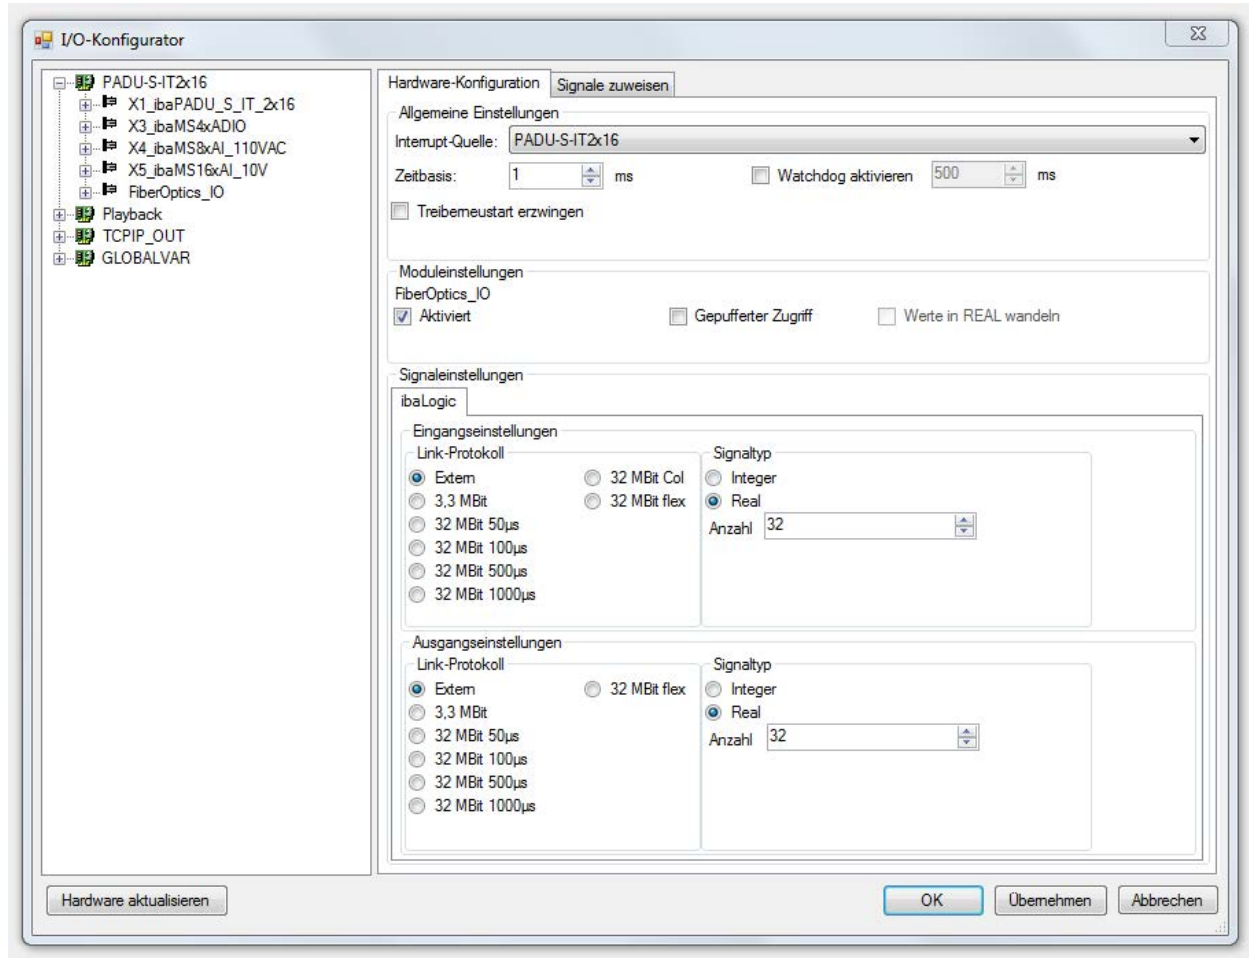 I/O-Konfigurator
PADU-S-IT2x16
X1_ibaPADU_S_IT_2x16
X3_ibaMS4xADIO
X4_ibaMS8xAI_110VAC
X5_ibaMS16xAI_10V
FiberOptics_IO
Playback
TCPIP_OUT
GLOBALVAR
Hardware-Konfiguration Signale zuweisen
Allgemeine Einstellungen
Interrupt-Quelle: PADU-S-IT2x16
Zeitbasis: 1 ms Watchdog aktivieren 500 ms
Treiberneustart erzwingen
Moduleinstellungen
FiberOptics_IO
Aktiviert Gepufferter Zugriff Werte in REAL wandeln
Signaleinstellungen
ibaLogic
Eingangseinstellungen
Link-Protokoll Signaltyp
Extern 32 MBit Col Integer
3,3 MBit 32 MBit flex Real
32 MBit 50µs Anzahl 32
32 MBit 100µs
32 MBit 500µs
32 MBit 1000µs
Ausgangseinstellungen
Link-Protokoll Signaltyp
Extern 32 MBit flex Integer
3,3 MBit Real
32 MBit 50µs Anzahl 32
32 MBit 100µs
32 MBit 500µs
32 MBit 1000µs
Hardware aktualisieren OK Übernehmen Abbrechen